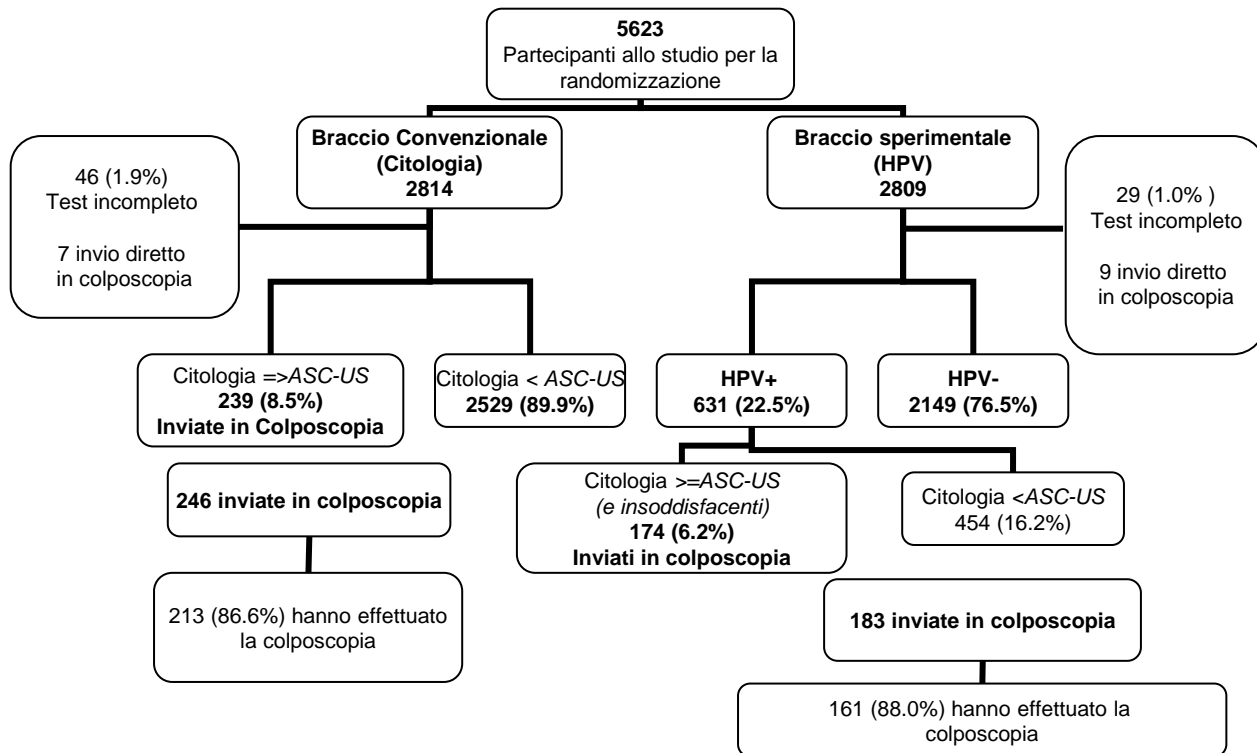 5623
Partecipanti allo studio per la
randomizzazione
Braccio Convenzionale
(Citologia)
2814
Braccio sperimentale
(HPV)
2809
46 (1.9%)
Test incompleto
7 invio diretto
in colposcopia
29 (1.0% )
Test incompleto
9 invio diretto
in colposcopia
Citologia =>ASC-US
239 (8.5%)
Inviate in Colposcopia
Citologia < ASC-US
2529 (89.9%)
HPV+
631 (22.5%)
HPV-
2149 (76.5%)
246 inviate in colposcopia
Citologia >=ASC-US
(e insoddisfacenti)
174 (6.2%)
Inviati in colposcopia
Citologia <ASC-US
454 (16.2%)
213 (86.6%) hanno effettuato
la colposcopia
183 inviate in colposcopia
161 (88.0%) hanno effettuato la
colposcopia